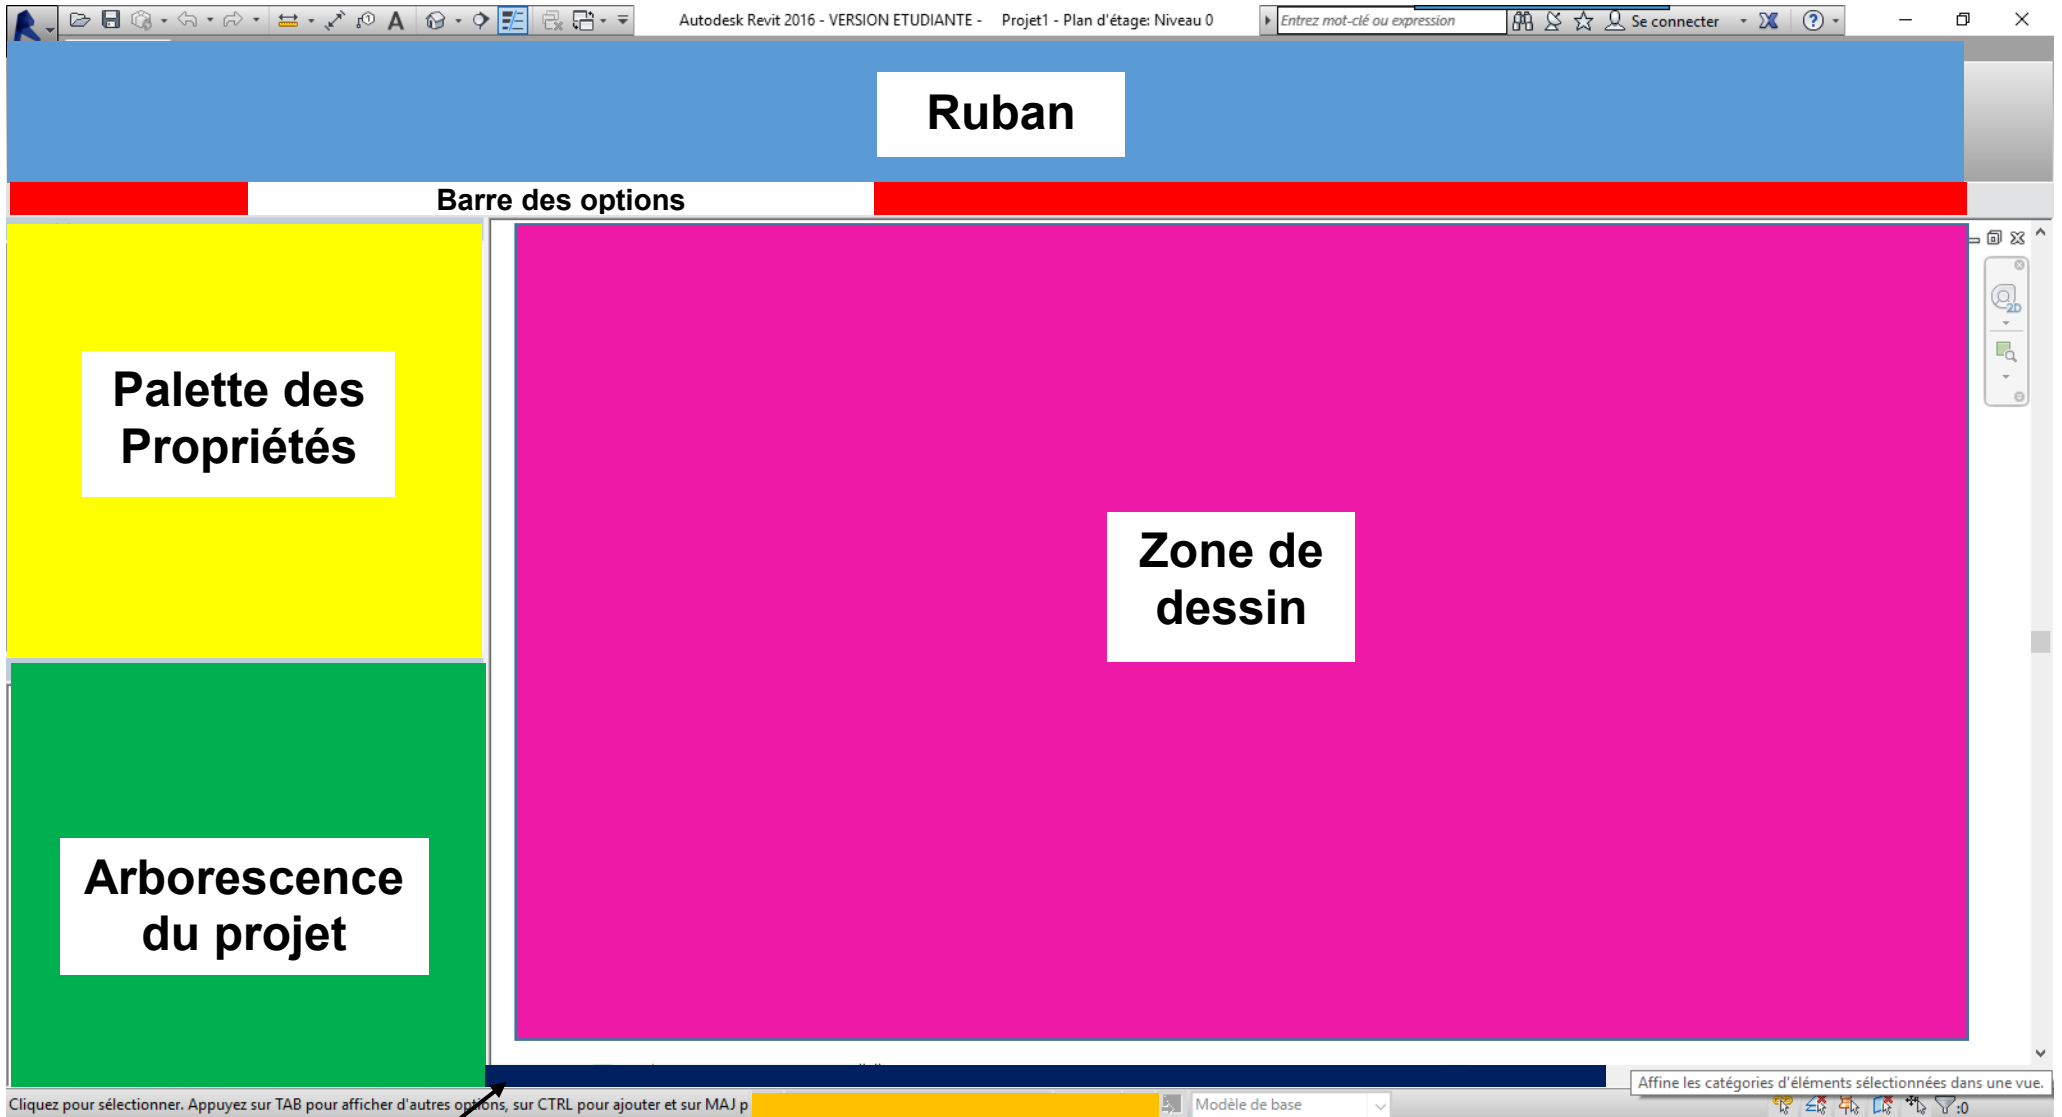 Autodesk Revit 2016 - VERSION ETUDIANTE - Projet1 - Plan d'étage: Niveau 0
Entrez mot-clé ou expression
Se connecter
Ruban
Barre des options
Palette des
Propriétés
2D
Zone de
dessin
Arborescence
du projet
Affine les catégories d'éléments sélectionnées dans une vue.
Cliquez pour sélectionner. Appuyez sur TAB pour afficher d'autres options, sur CTRL pour ajouter et sur MAJ p
Modèle de base
:0